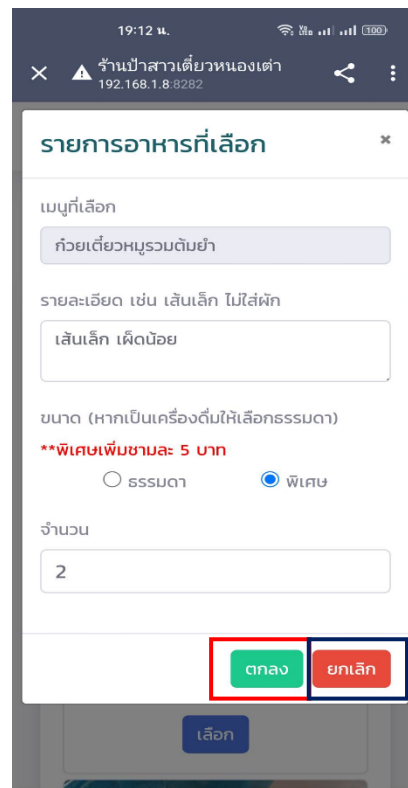 19:12 น.
100
ร้านป้าสาวเตี๋ยวหนองเต่า
192.168.1.8:8282
รายการอาหารที่เลือก
เมนูที่เลือก
ก๋วยเตี๋ยวหมูรวมต้มยำ
รายละเอียด เช่น เส้นเล็ก ไม่ใส่ผัก
เส้นเล็ก เผ็ดน้อย
ขนาด (หากเป็นเครื่องดื่มให้เลือกธรรมดา)
**พิเศษเพิ่มชามละ 5 บาท
ธรรมดา พิเศษ
จำนวน
2
ตกลง ยกเลิก
เลือก